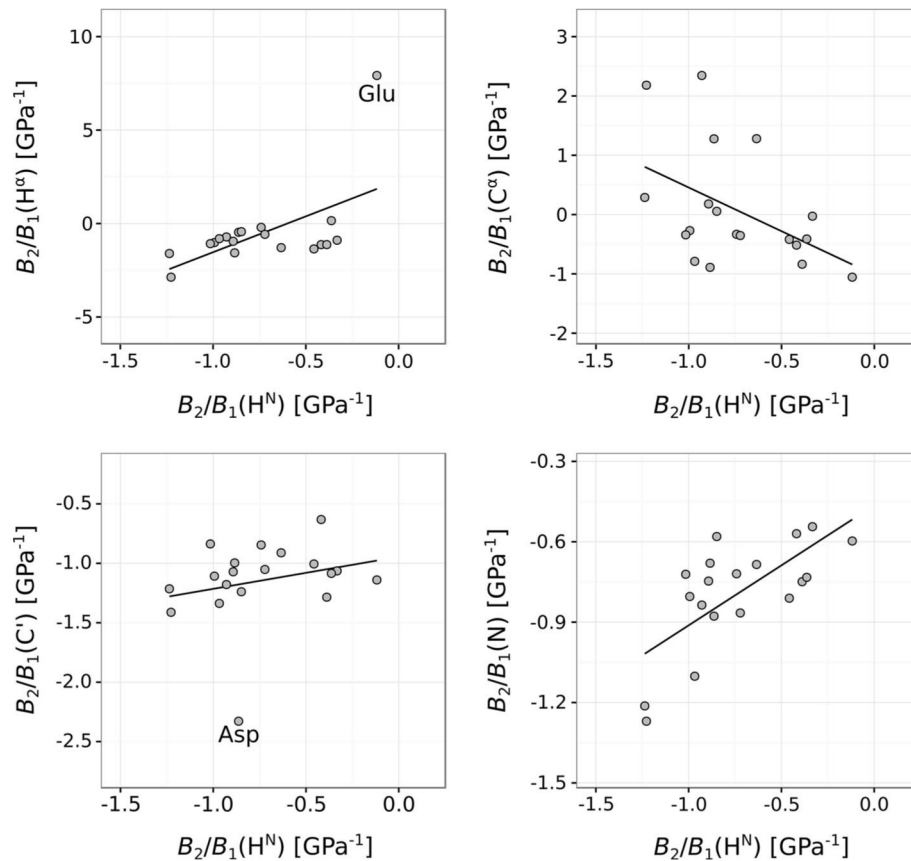 10
5
0
-5
B₂/B₁(Hᵅ) [GPa⁻¹]
Glu
-1.5 -1.0 -0.5 0.0
B₂/B₁(Hᴺ) [GPa⁻¹]
3
2
1
0
-1
-2
B₂/B₁(Cᵅ) [GPa⁻¹]
-1.5 -1.0 -0.5 0.0
B₂/B₁(Hᴺ) [GPa⁻¹]
-0.5
-1.0
-1.5
-2.0
-2.5
B₂/B₁(C') [GPa⁻¹]
Asp
-1.5 -1.0 -0.5 0.0
B₂/B₁(Hᴺ) [GPa⁻¹]
-0.3
-0.6
-0.9
-1.2
-1.5
B₂/B₁(N) [GPa⁻¹]
-1.5 -1.0 -0.5 0.0
B₂/B₁(Hᴺ) [GPa⁻¹]